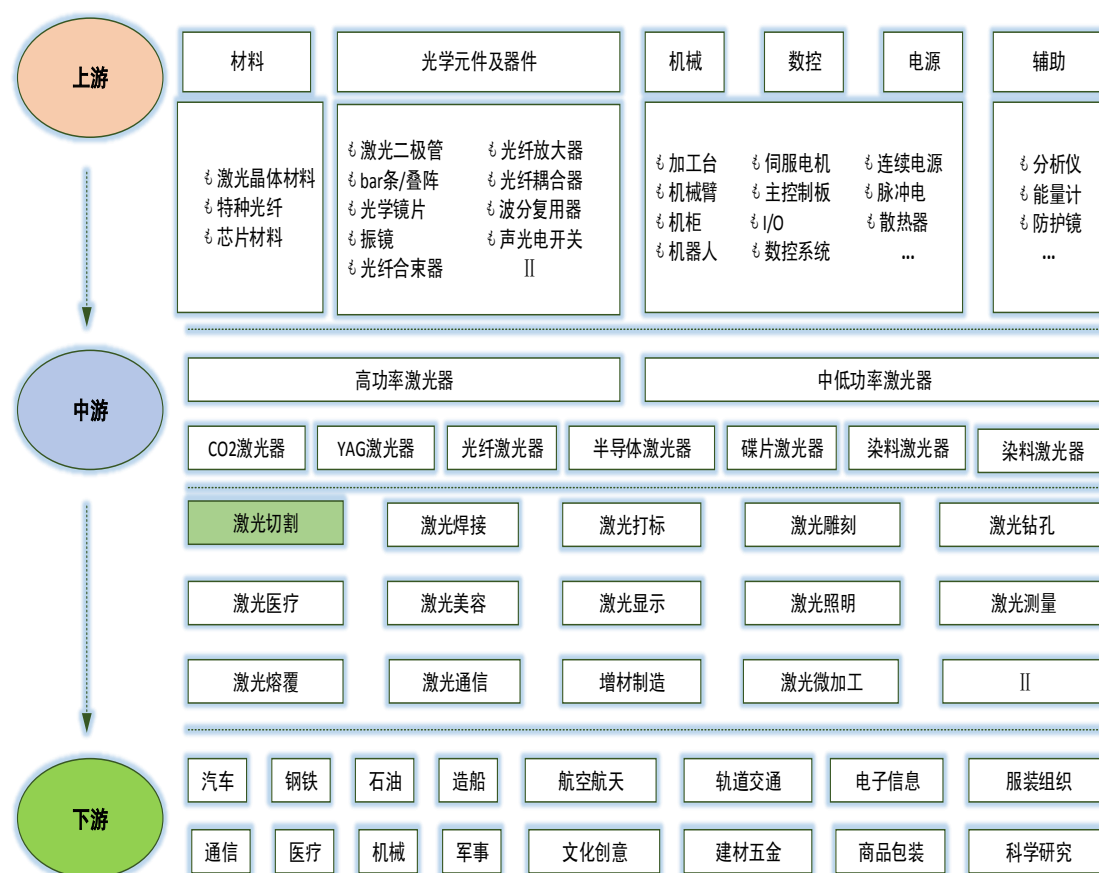 上游
材料
光学元件及器件
机械
数控
电源
辅助
激光晶体材料
特种光纤
芯片材料
激光二极管
bar条/叠阵
光学镜片
振镜
光纤合束器
光纤放大器
光纤耦合器
波分复用器
声光电开关
Ⅱ
加工台
机械臂
机柜
机器人
伺服电机
主控制板
I/O
数控系统
连续电源
脉冲电
散热器
...
分析仪
能量计
防护镜
...
中游
高功率激光器
中低功率激光器
CO2激光器
YAG激光器
光纤激光器
半导体激光器
碟片激光器
染料激光器
染料激光器
激光切割
激光焊接
激光打标
激光雕刻
激光钻孔
激光医疗
激光美容
激光显示
激光照明
激光测量
激光熔覆
激光通信
增材制造
激光微加工
Ⅱ
下游
汽车
钢铁
石油
造船
航空航天
轨道交通
电子信息
服装组织
通信
医疗
机械
军事
文化创意
建材五金
商品包装
科学研究